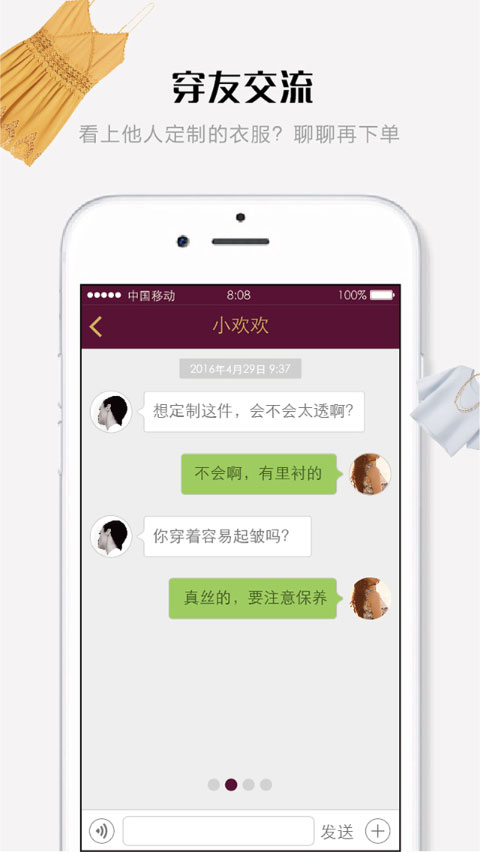 穿友交流
看上他人定制的衣服？聊聊再下单
中国移动 8:08 100%
小欢欢
2016年4月29日 9:37
想定制这件，会不会太透啊？
不会啊，有里衬的
你穿着容易起皱吗？
真丝的，要注意保养
发送